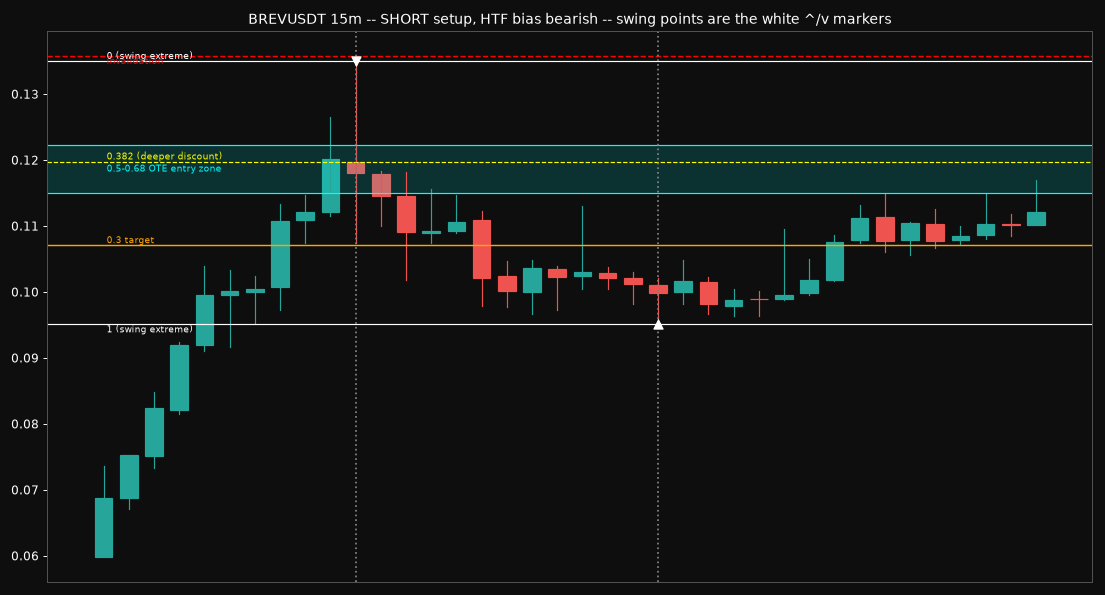 BREVUSDT 15m -- SHORT setup, HTF bias bearish -- swing points are the white ^/v markers
0 (swing extreme)
0.13
0.12
0.382 (deeper discount)
0.5-0.68 OTE entry zone
0.11
0.3 target
0.10
1 (swing extreme)
0.09
0.08
0.07
0.06